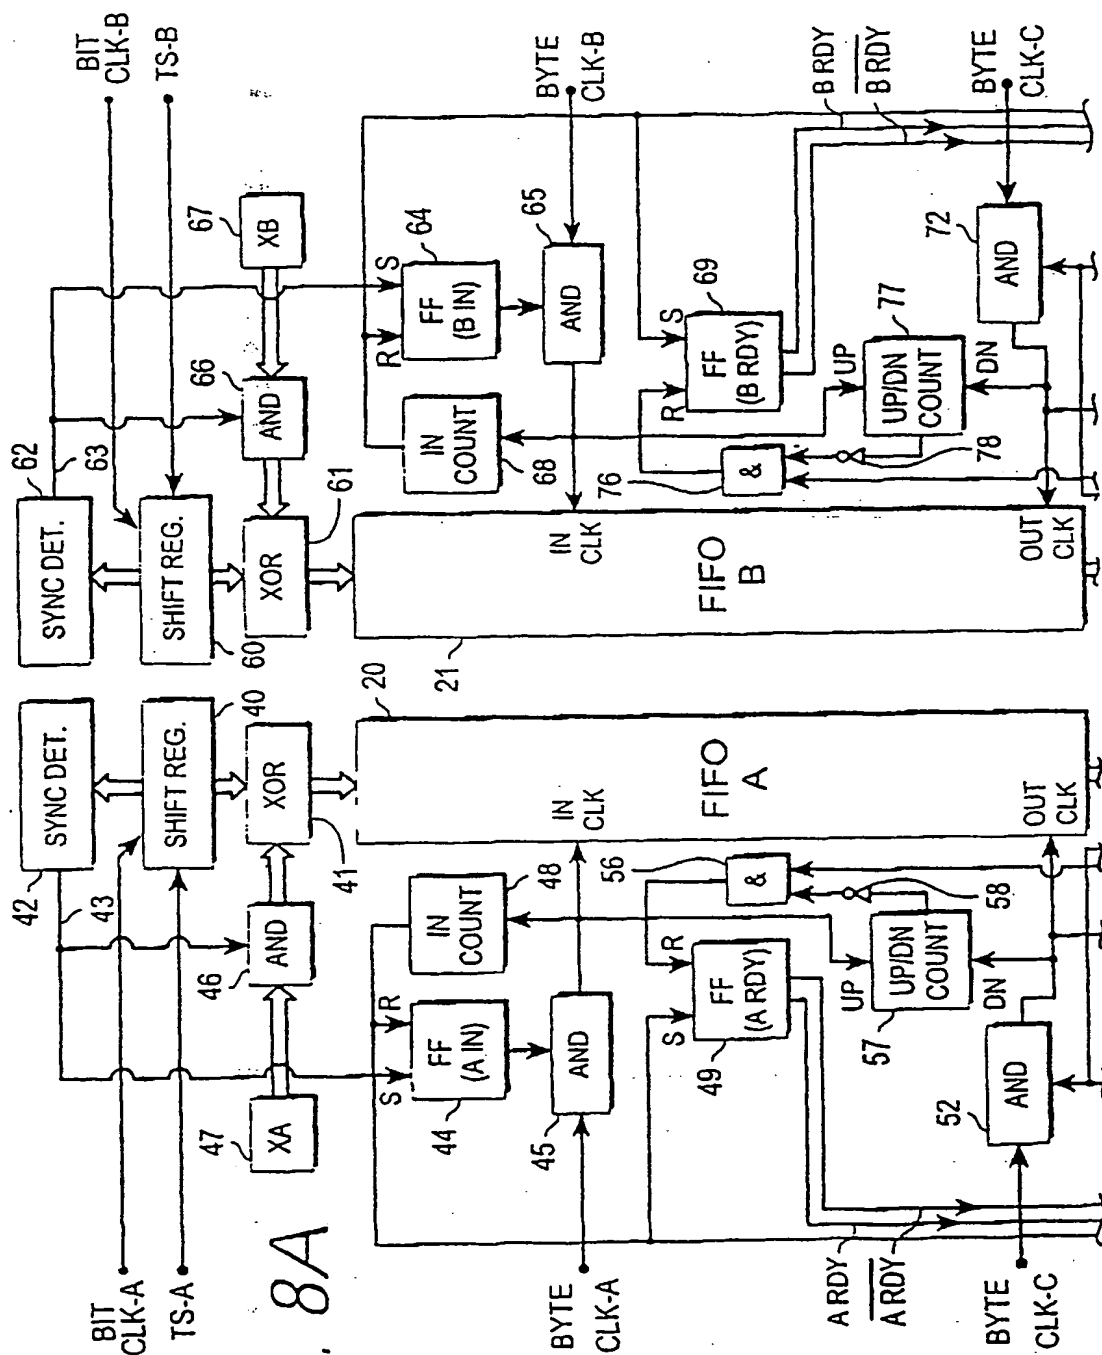 BIT
CLK-A
TS-A
. 8A
BYTE
CLK-A
A RDY
A RDY
BYTE
CLK-C
42
SYNC DET.
43
SHIFT REG.
40
47
XA
46
AND
XOR
41
S
R
FF
(A IN)
44
IN
COUNT
48
45
AND
IN
CLK
FIFO
A
20
S
R
FF
(A RDY)
49
56
&
58
UP
UP/DN
COUNT
57
DN
52
AND
OUT
CLK
BIT
CLK-B
TS-B
BYTE
CLK-B
B RDY
B RDY
BYTE
CLK-C
SYNC DET.
62
63
SHIFT REG.
60
XOR
61
AND
66
XB
67
R
S
FF
(B IN)
64
IN
COUNT
68
AND
65
IN
CLK
FIFO
B
21
R
S
FF
(B RDY)
69
76
&
78
UP
UP/DN
COUNT
77
DN
72
AND
OUT
CLK